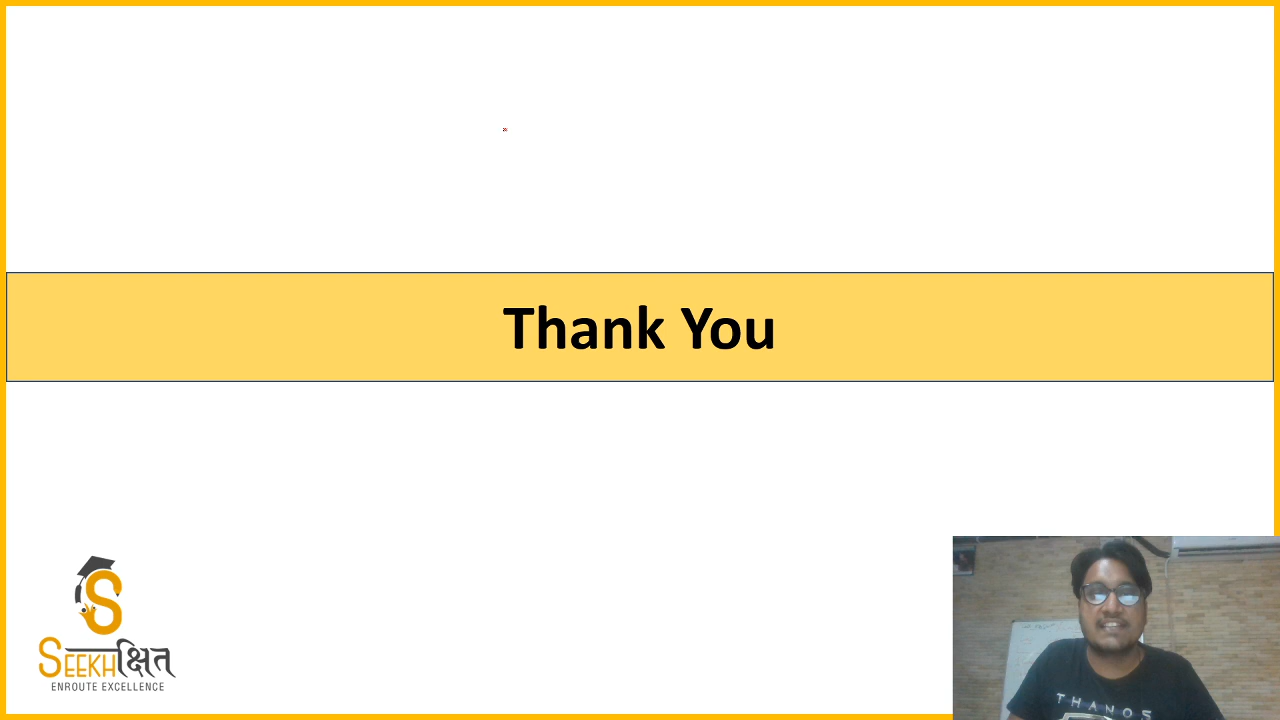 Thank You
S
SEEKHक्षित
ENROUTE EXCELLENCE
THANOS